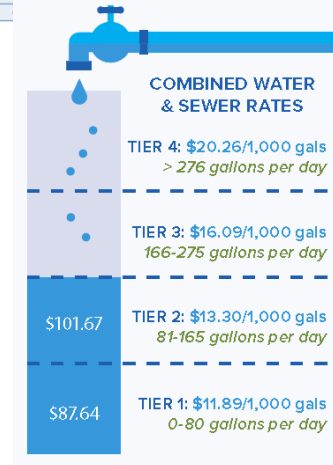 COMBINED WATER
& SEWER RATES
TIER 4: $20.26/1,000 gals
> 276 gallons per day
TIER 3: $16.09/1,000 gals
166-275 gallons per day
$101.67
TIER 2: $13.30/1,000 gals
81-165 gallons per day
$87.64
TIER 1: $11.89/1,000 gals
0-80 gallons per day